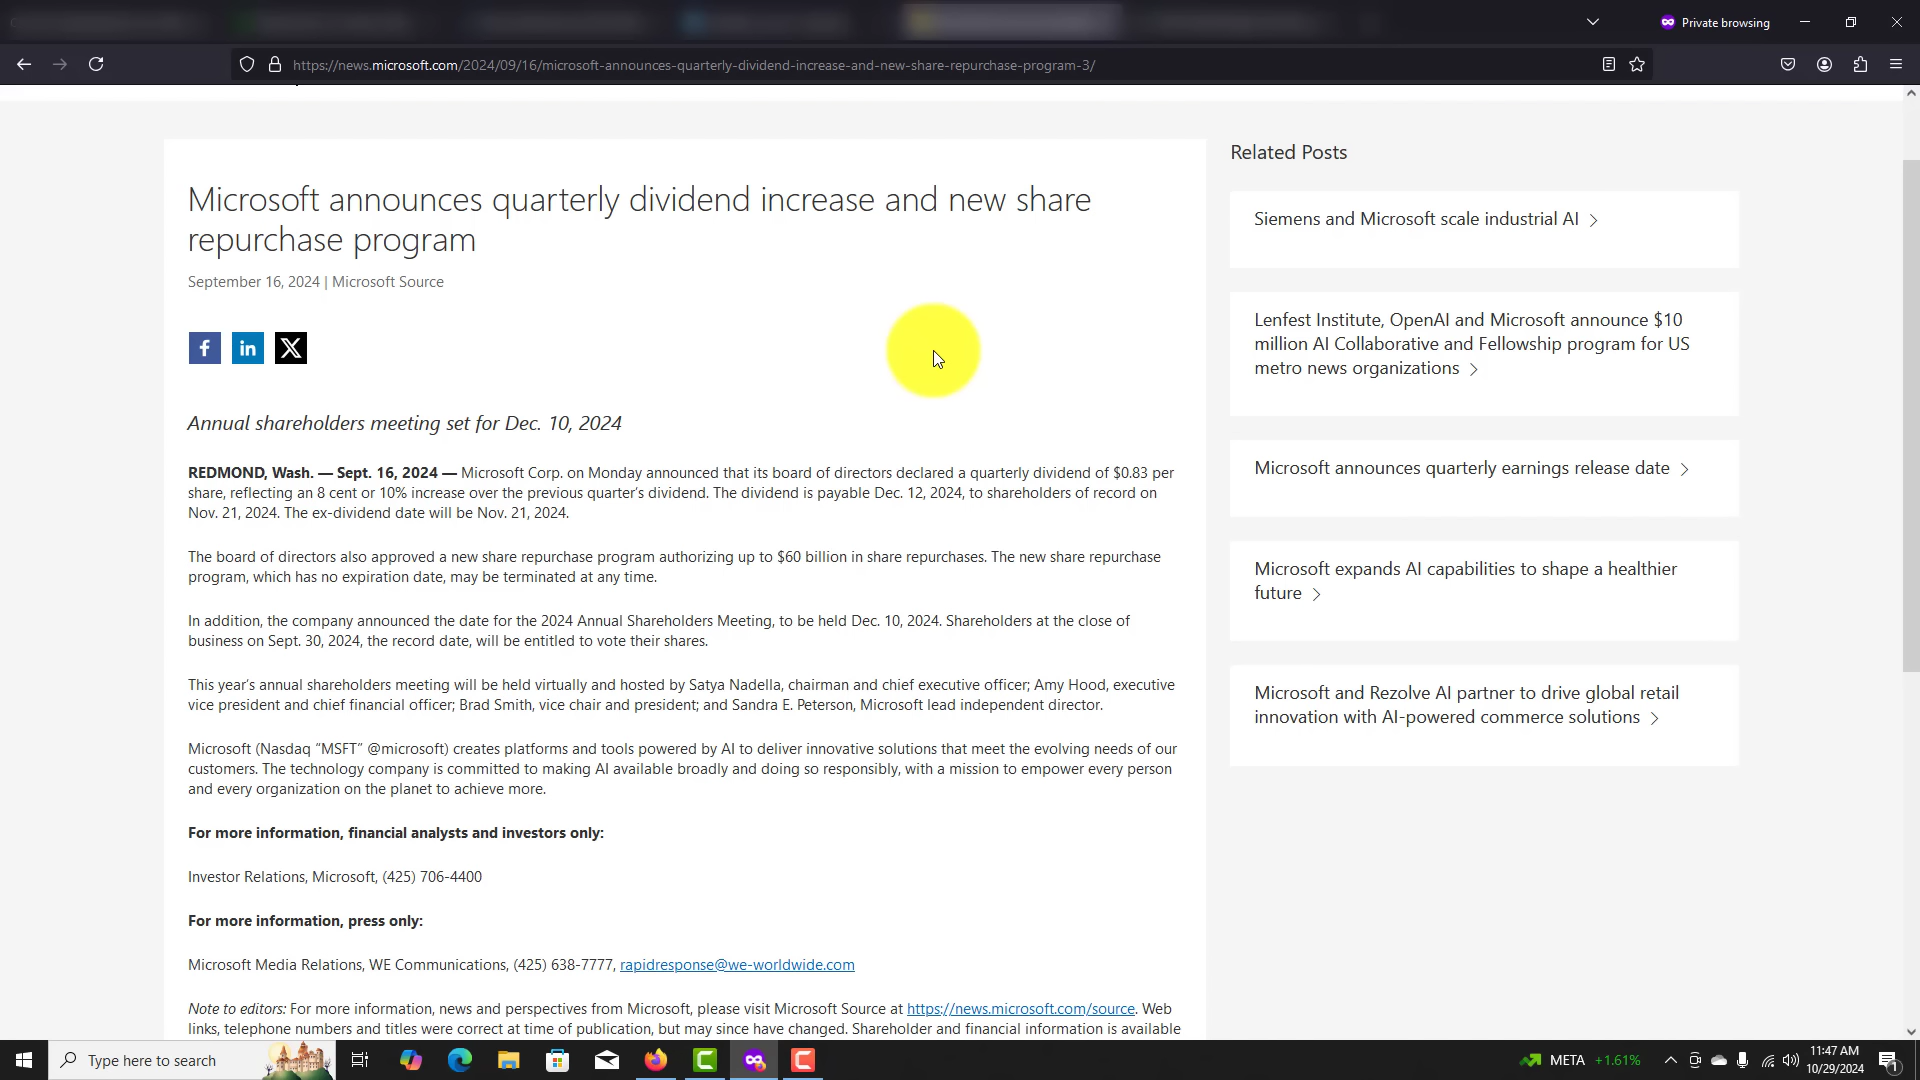 Private browsing
https://news.microsoft.com/2024/09/16/microsoft-announces-quarterly-dividend-increase-and-new-share-repurchase-program-3/
Microsoft announces quarterly dividend increase and new share
repurchase program
September 16, 2024 | Microsoft Source
f
in
X
Annual shareholders meeting set for Dec. 10, 2024
REDMOND, Wash. — Sept. 16, 2024 — Microsoft Corp. on Monday announced that its board of directors declared a quarterly dividend of $0.83 per
share, reflecting an 8 cent or 10% increase over the previous quarter’s dividend. The dividend is payable Dec. 12, 2024, to shareholders of record on
Nov. 21, 2024. The ex-dividend date will be Nov. 21, 2024.
The board of directors also approved a new share repurchase program authorizing up to $60 billion in share repurchases. The new share repurchase
program, which has no expiration date, may be terminated at any time.
In addition, the company announced the date for the 2024 Annual Shareholders Meeting, to be held Dec. 10, 2024. Shareholders at the close of
business on Sept. 30, 2024, the record date, will be entitled to vote their shares.
This year’s annual shareholders meeting will be held virtually and hosted by Satya Nadella, chairman and chief executive officer; Amy Hood, executive
vice president and chief financial officer; Brad Smith, vice chair and president; and Sandra E. Peterson, Microsoft lead independent director.
Microsoft (Nasdaq “MSFT” @microsoft) creates platforms and tools powered by AI to deliver innovative solutions that meet the evolving needs of our
customers. The technology company is committed to making AI available broadly and doing so responsibly, with a mission to empower every person
and every organization on the planet to achieve more.
For more information, financial analysts and investors only:
Investor Relations, Microsoft, (425) 706-4400
For more information, press only:
Microsoft Media Relations, WE Communications, (425) 638-7777, rapidresponse@we-worldwide.com
Note to editors: For more information, news and perspectives from Microsoft, please visit Microsoft Source at https://news.microsoft.com/source. Web
links, telephone numbers and titles were correct at time of publication, but may since have changed. Shareholder and financial information is available
Related Posts
Siemens and Microsoft scale industrial AI
Lenfest Institute, OpenAI and Microsoft announce $10
million AI Collaborative and Fellowship program for US
metro news organizations
Microsoft announces quarterly earnings release date
Microsoft expands AI capabilities to shape a healthier
future
Microsoft and Rezolve AI partner to drive global retail
innovation with AI-powered commerce solutions
Type here to search
META +1.61%
11:47 AM
10/29/2024
1